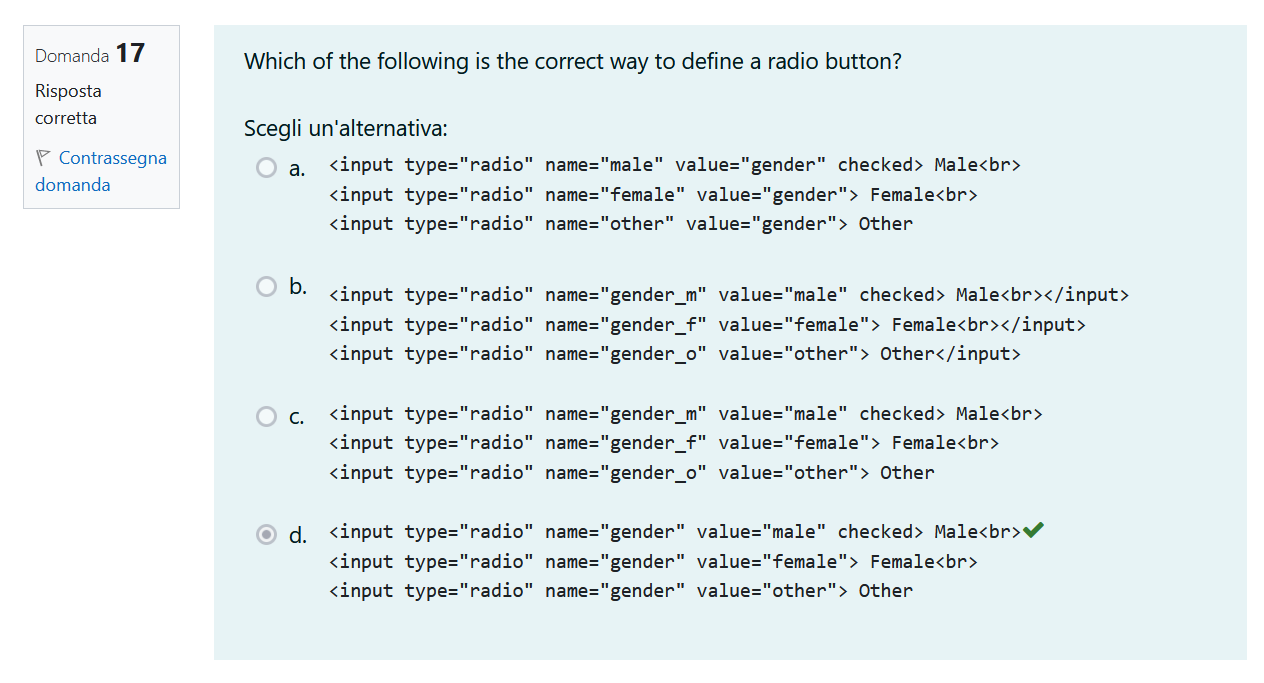 Domanda 17
Risposta
corretta
Contrassegna
domanda
Which of the following is the correct way to define a radio button?
Scegli un'alternativa:
a. <input type="radio" name="male" value="gender" checked> Male<br>
<input type="radio" name="female" value="gender"> Female<br>
<input type="radio" name="other" value="gender"> Other
b. <input type="radio" name="gender_m" value="male" checked> Male<br></input>
<input type="radio" name="gender_f" value="female"> Female<br></input>
<input type="radio" name="gender_o" value="other"> Other</input>
c. <input type="radio" name="gender_m" value="male" checked> Male<br>
<input type="radio" name="gender_f" value="female"> Female<br>
<input type="radio" name="gender_o" value="other"> Other
d. <input type="radio" name="gender" value="male" checked> Male<br>
<input type="radio" name="gender" value="female"> Female<br>
<input type="radio" name="gender" value="other"> Other